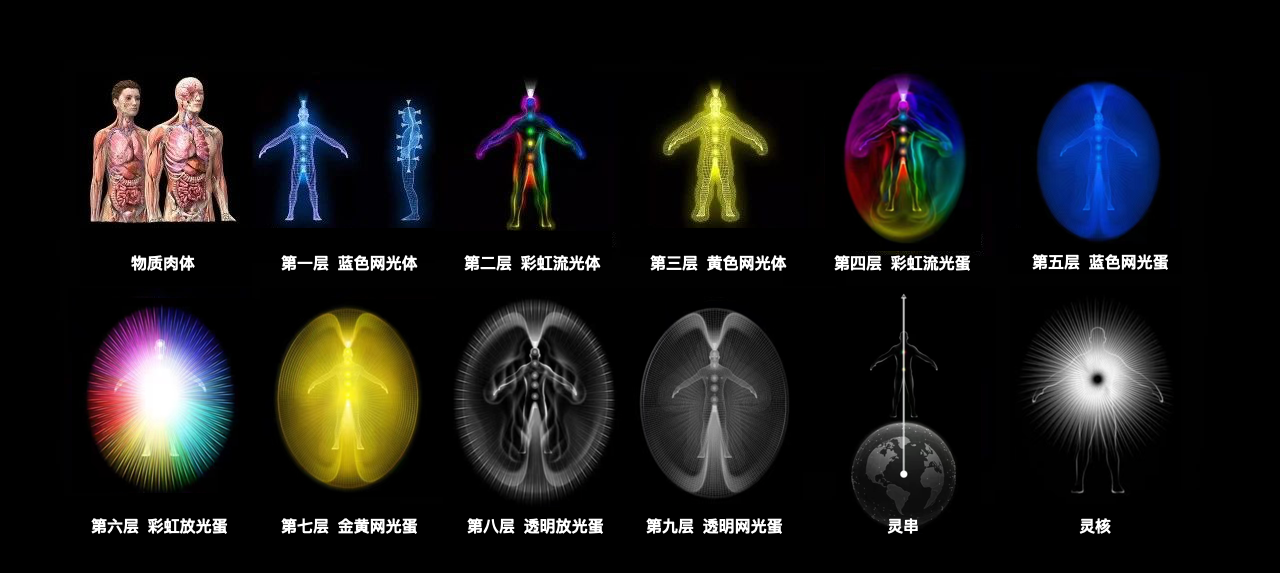 物质肉体
第一层 蓝色网光体
第二层 彩虹流光体
第三层 黄色网光体
第四层 彩虹流光蛋
第五层 蓝色网光蛋
第六层 彩虹放光蛋
第七层 金黄网光蛋
第八层 透明放光蛋
第九层 透明网光蛋
灵串
灵核